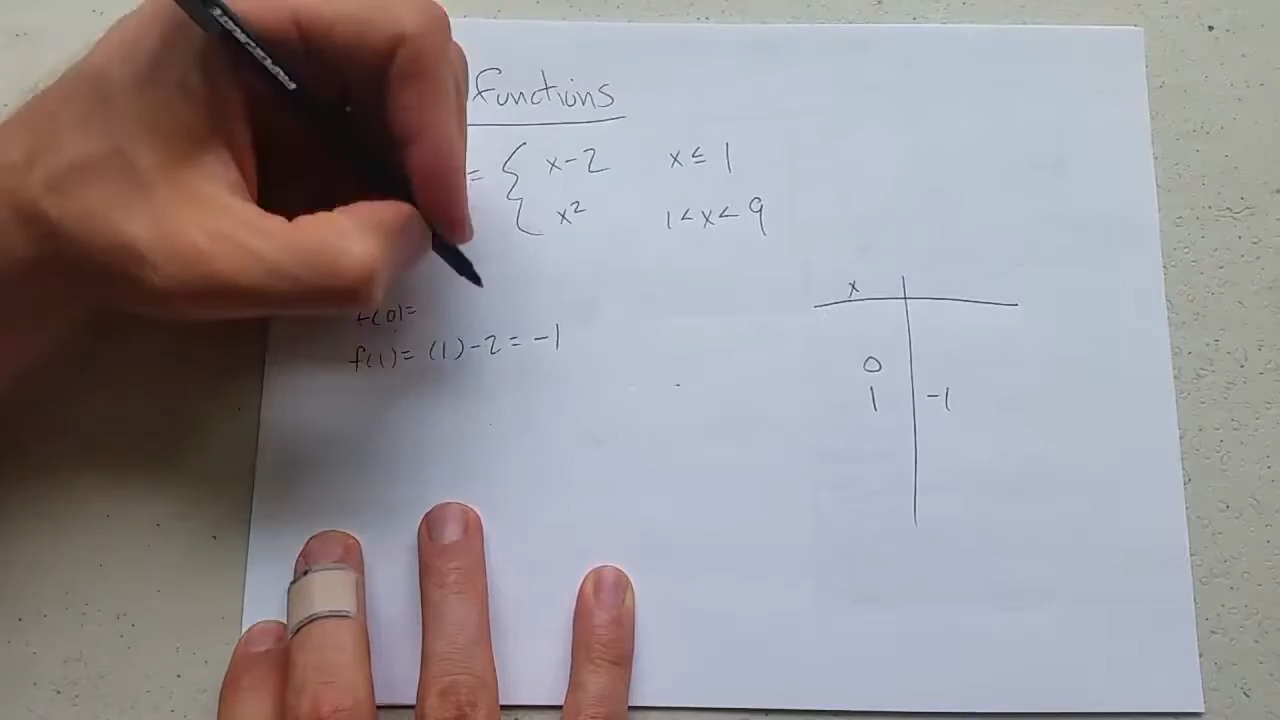 Functions
= { x-2 x ≤ 1
x² 1 < x < 9
f(0)=
f(1)= (1)-2 = -1
x
0
1 -1